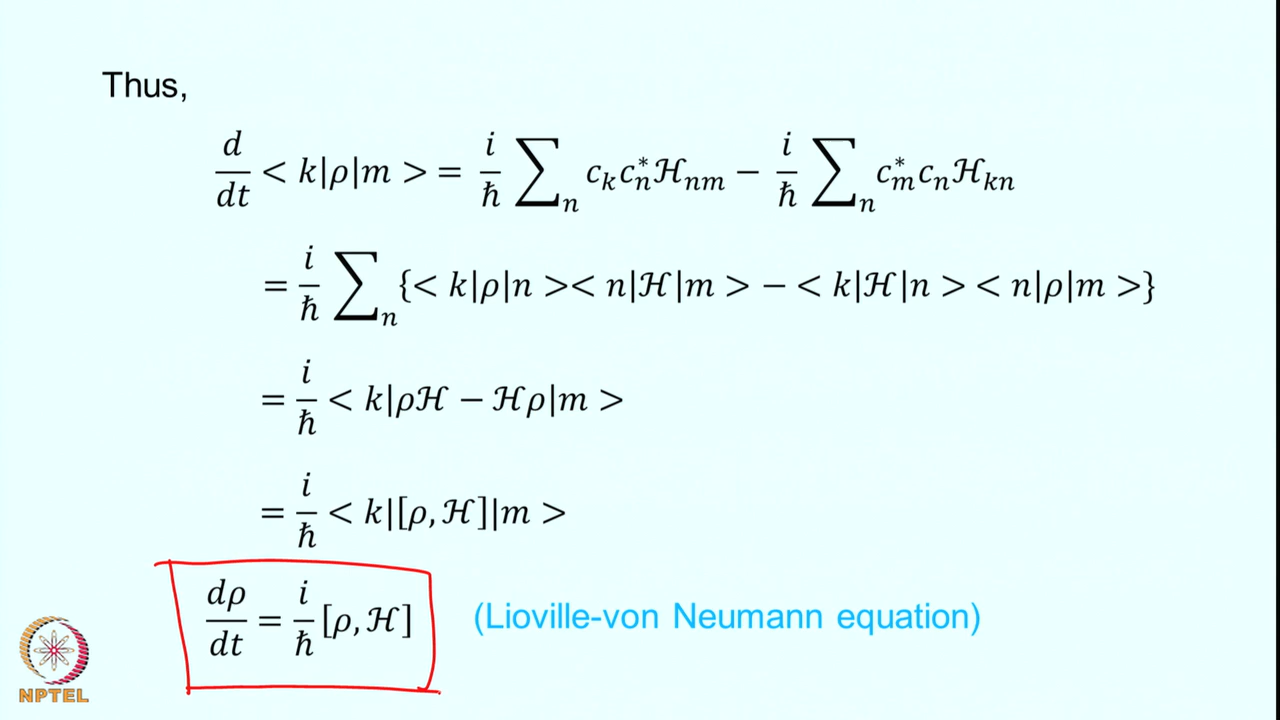 Thus,
d/dt < k|ρ|m > = i/ħ ∑_n c_k c_n^* ℋ_nm − i/ħ ∑_n c_m^* c_n ℋ_kn
= i/ħ ∑_n {< k|ρ|n >< n|ℋ|m > − < k|ℋ|n > < n|ρ|m >}
= i/ħ < k|ρℋ − ℋρ|m >
= i/ħ < k|[ρ, ℋ]|m >
dρ/dt = i/ħ [ρ, ℋ] (Lioville-von Neumann equation)
NPTEL